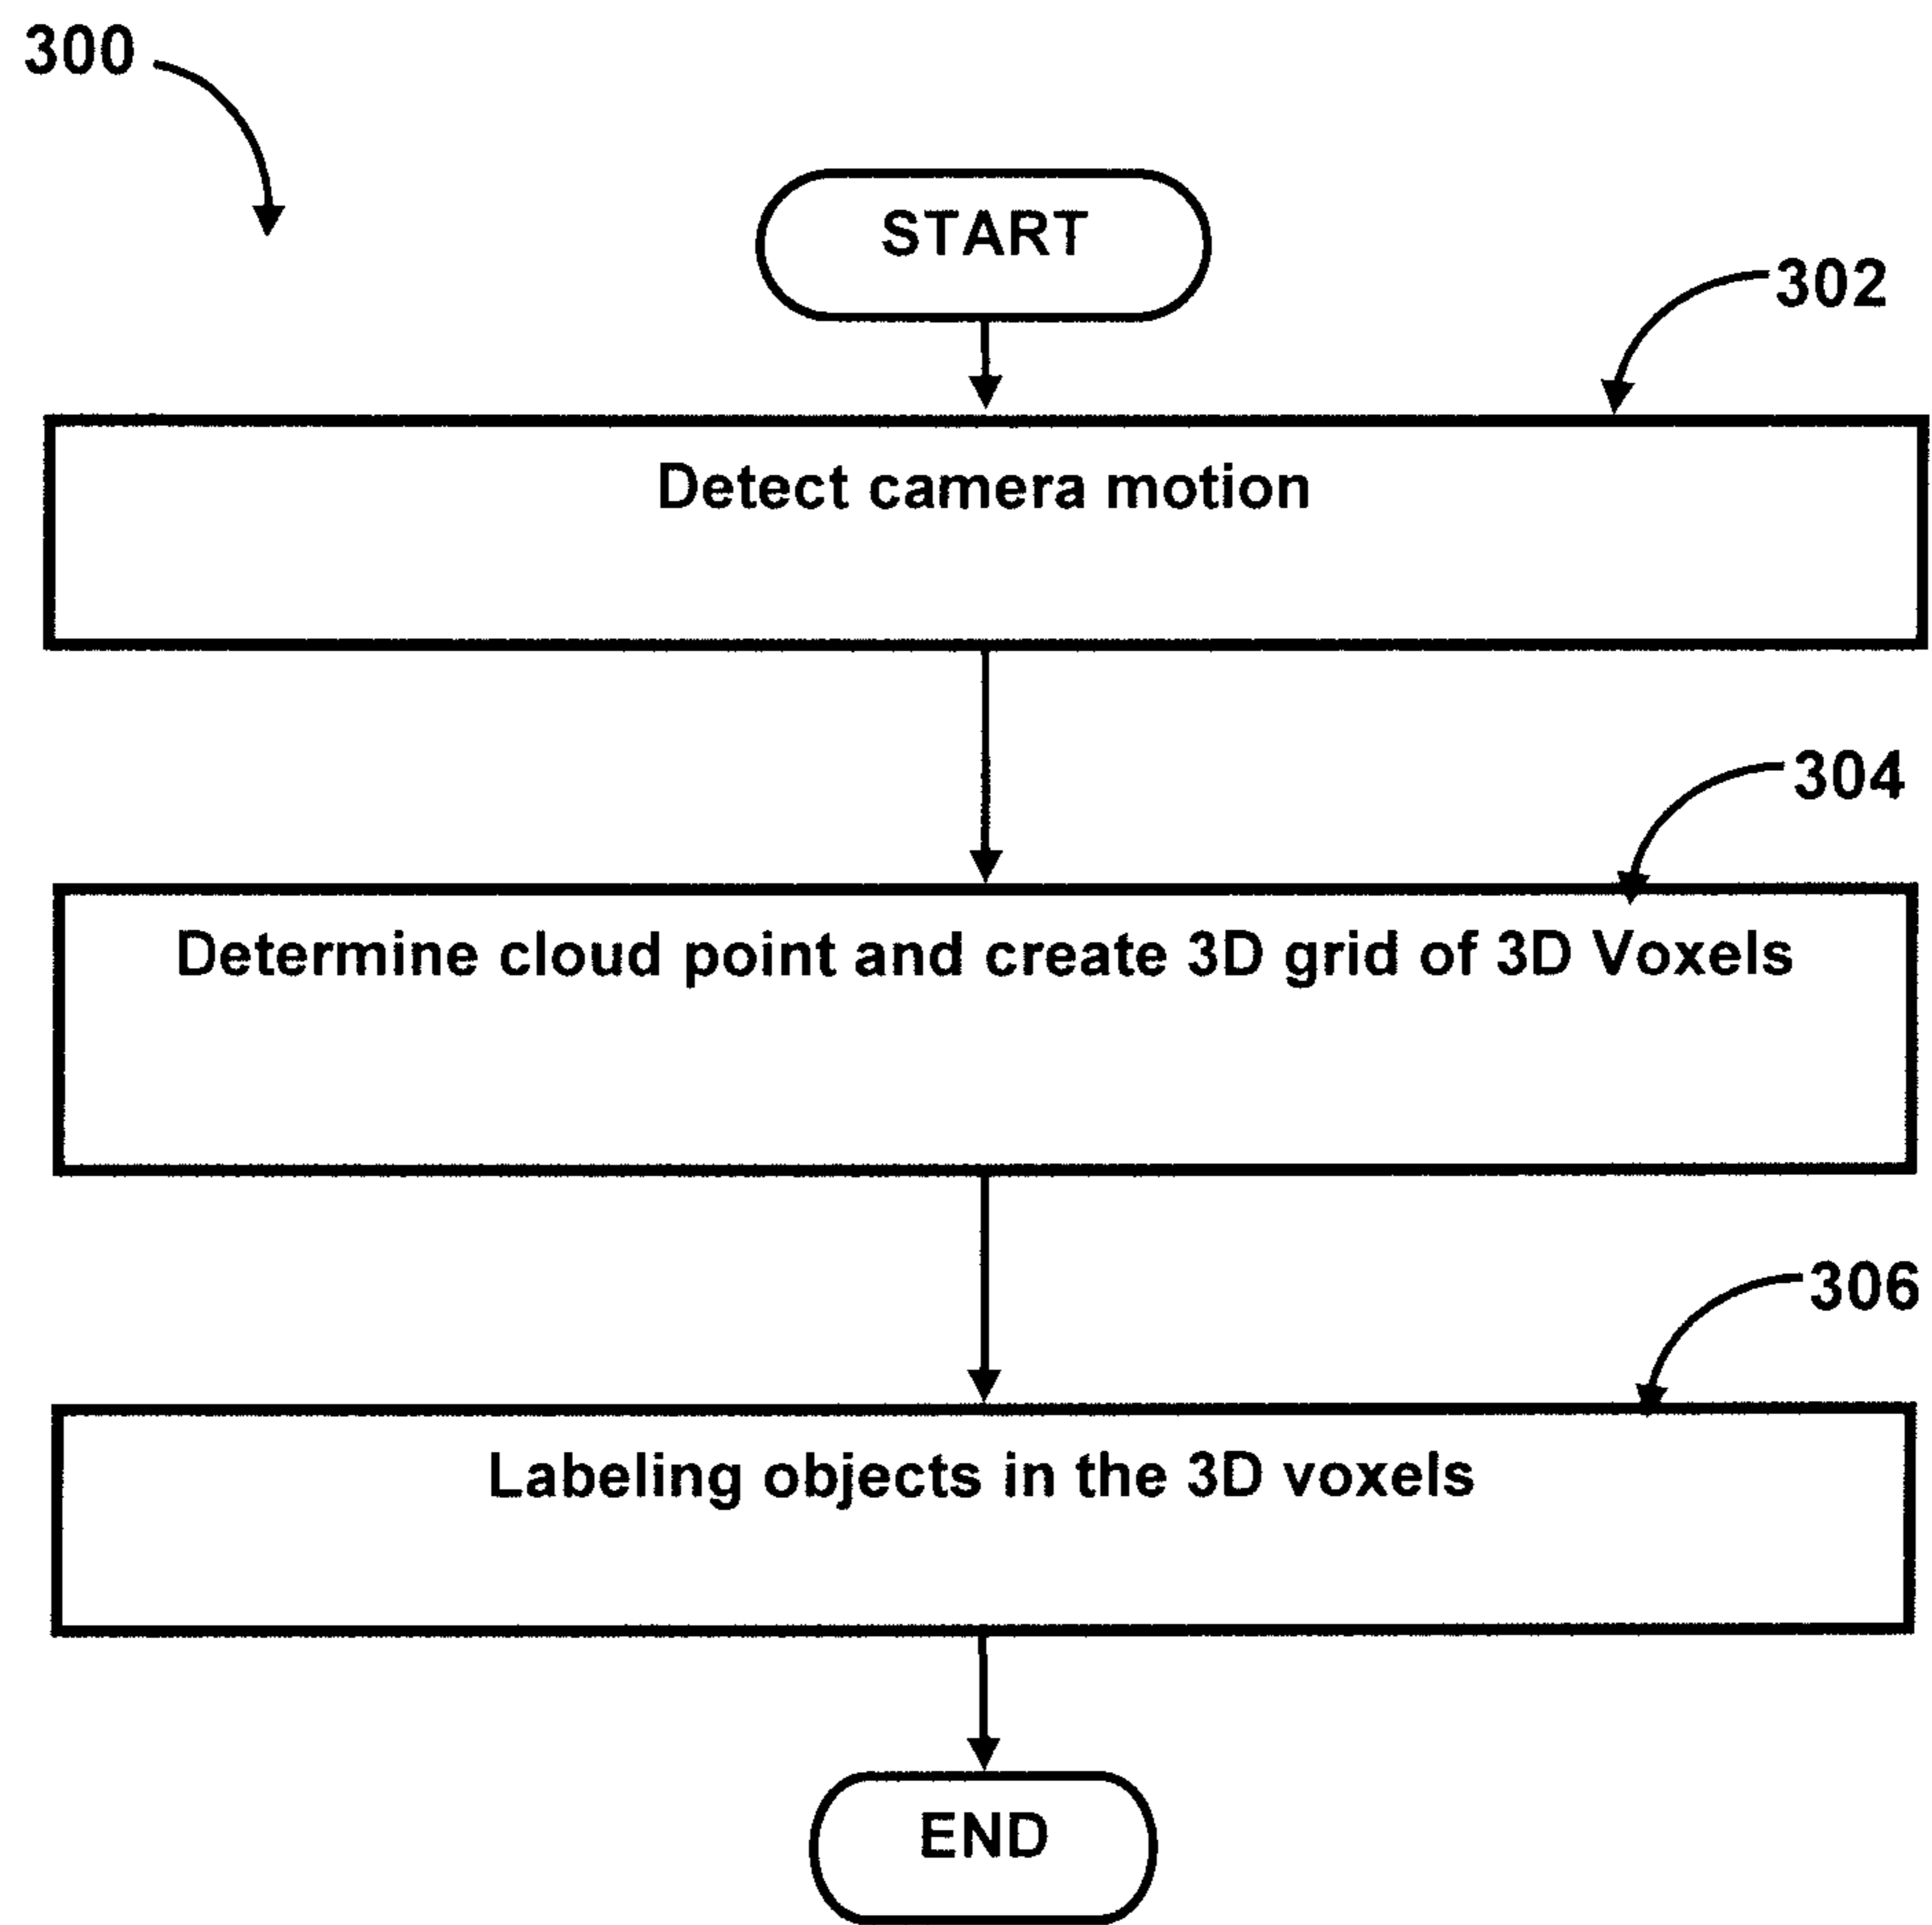 300
START
302
Detect camera motion
304
Determine cloud point and create 3D grid of 3D Voxels
306
Labeling objects in the 3D voxels
END